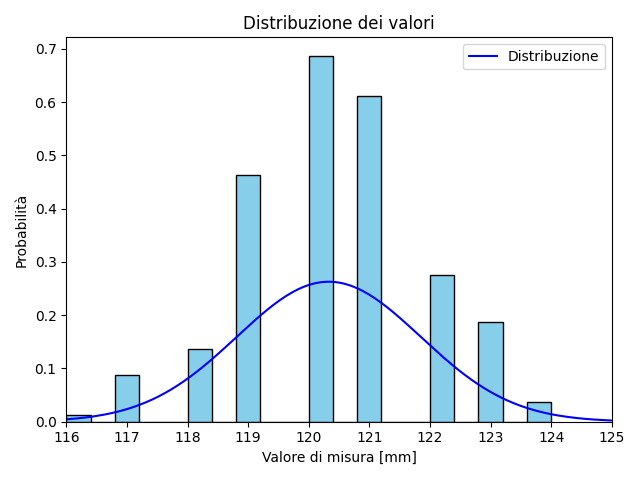 Distribuzione dei valori
Distribuzione
Probabilità
0.7
0.6
0.5
0.4
0.3
0.2
0.1
0.0
116 117 118 119 120 121 122 123 124 125
Valore di misura [mm]